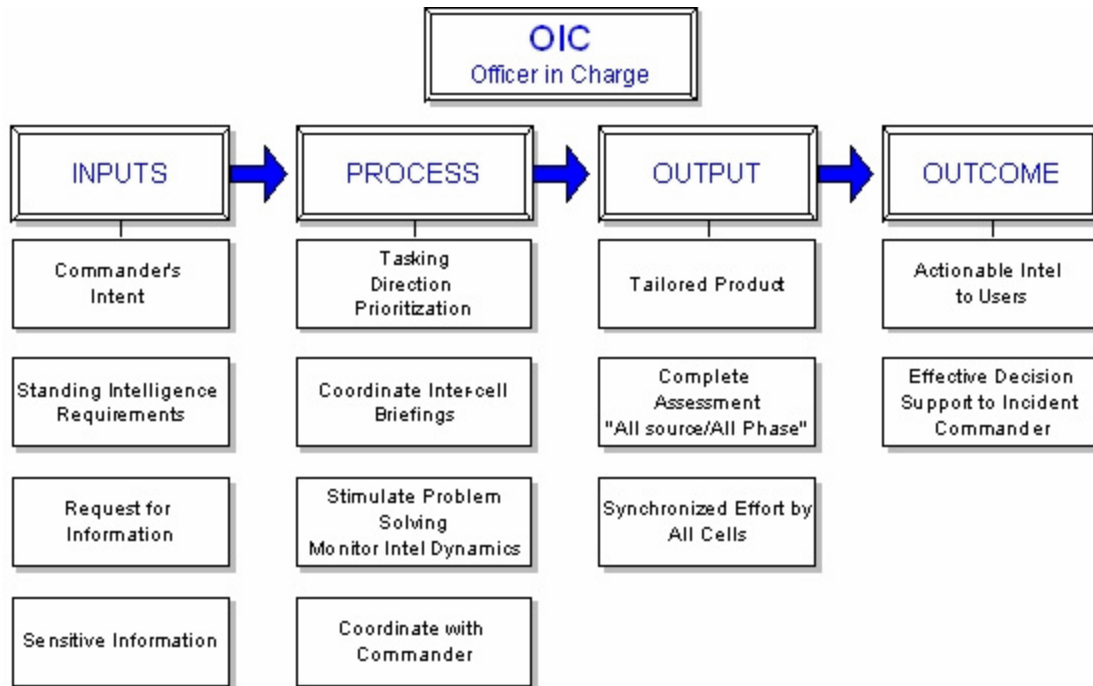 OIC
Officer in Charge
INPUTS
PROCESS
OUTPUT
OUTCOME
Commander's
Intent
Standing Intelligence
Requirements
Request for
Information
Sensitive Information
Tasking
Direction
Prioritization
Coordinate Inter-cell
Briefings
Stimulate Problem
Solving
Monitor Intel Dynamics
Coordinate with
Commander
Tailored Product
Complete
Assessment
"All source/All Phase"
Synchronized Effort by
All Cells
Actionable Intel
to Users
Effective Decision
Support to Incident
Commander